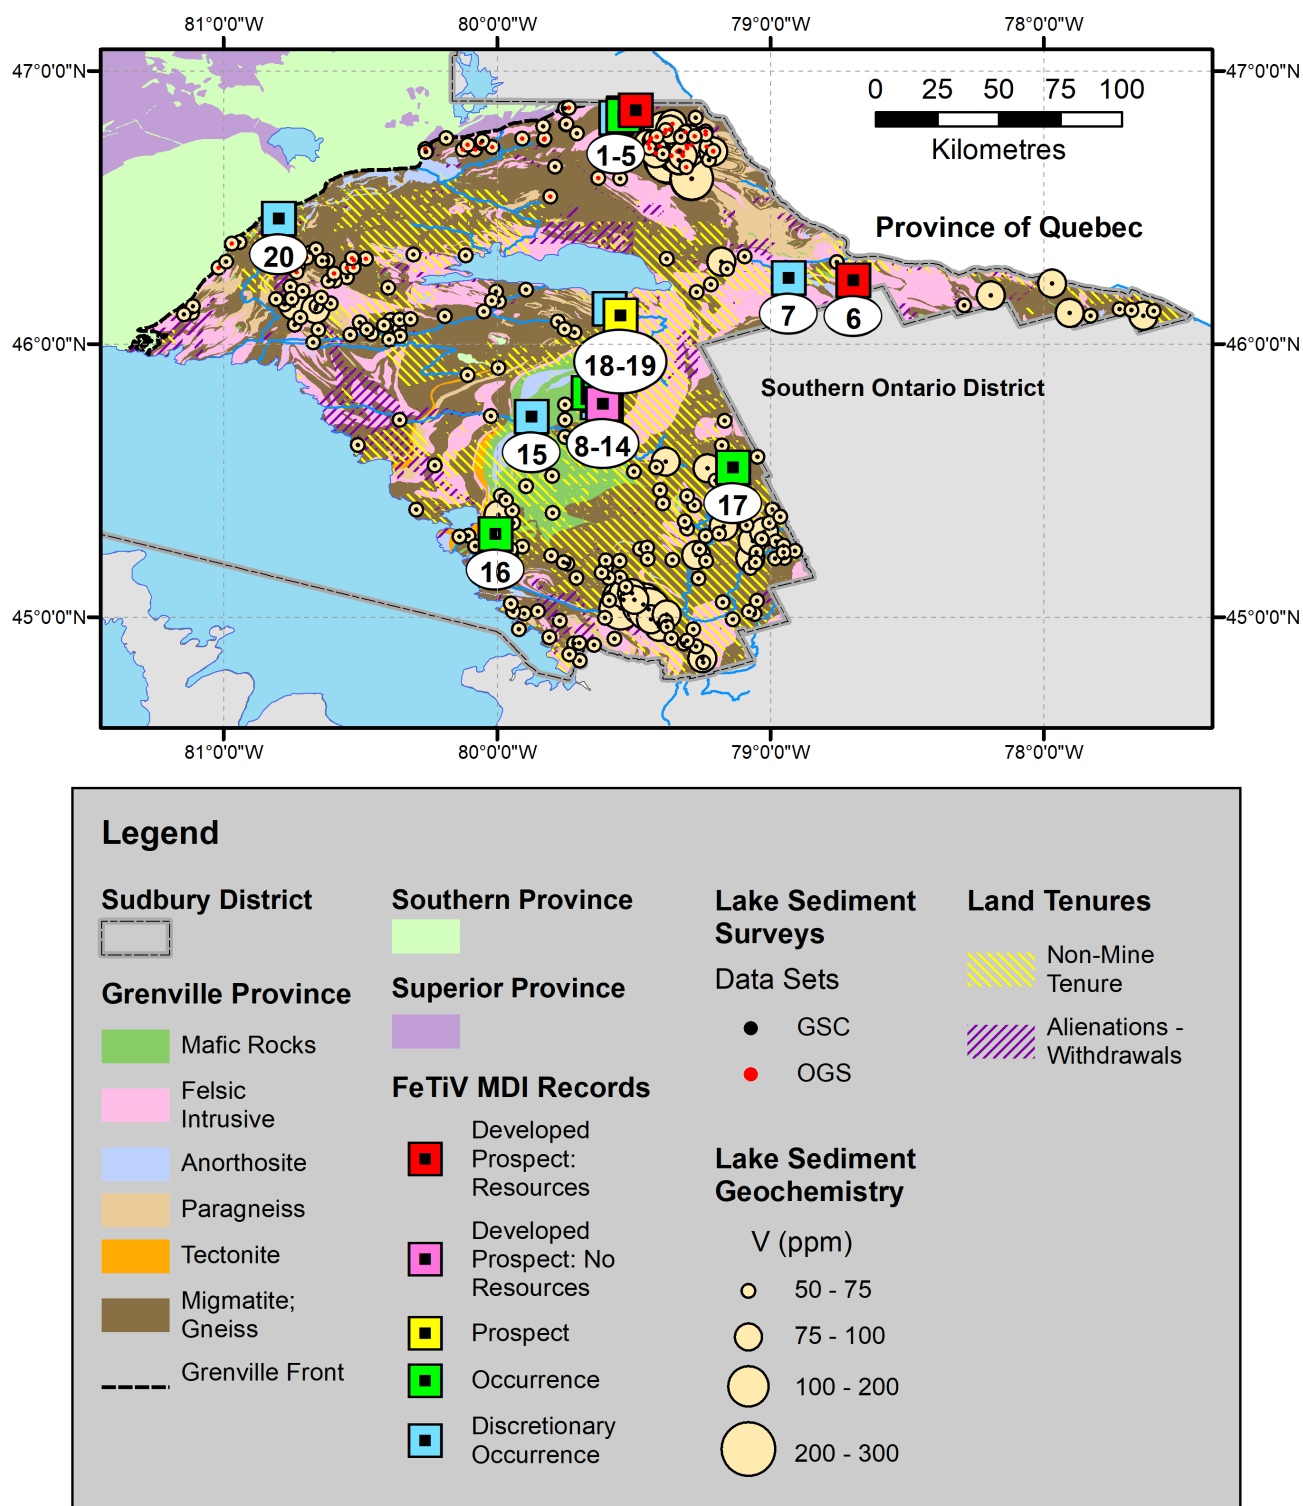 81°0'0"W 80°0'0"W 79°0'0"W 78°0'0"W
47°0'0"N 47°0'0"N
0 25 50 75 100
Kilometres
1-5
Province of Quebec
20
7 6
18-19
46°0'0"N 46°0'0"N
Southern Ontario District
15 8-14
17
16
45°0'0"N 45°0'0"N
81°0'0"W 80°0'0"W 79°0'0"W 78°0'0"W
Legend
Sudbury District
Grenville Province
Mafic Rocks
Felsic
Intrusive
Anorthosite
Paragneiss
Tectonite
Migmatite;
Gneiss
Grenville Front
Southern Province
Superior Province
FeTiV MDI Records
Developed
Prospect:
Resources
Developed
Prospect: No
Resources
Prospect
Occurrence
Discretionary
Occurrence
Lake Sediment
Surveys
Data Sets
GSC
OGS
Lake Sediment
Geochemistry
V (ppm)
50 - 75
75 - 100
100 - 200
200 - 300
Land Tenures
Non-Mine
Tenure
Alienations -
Withdrawals